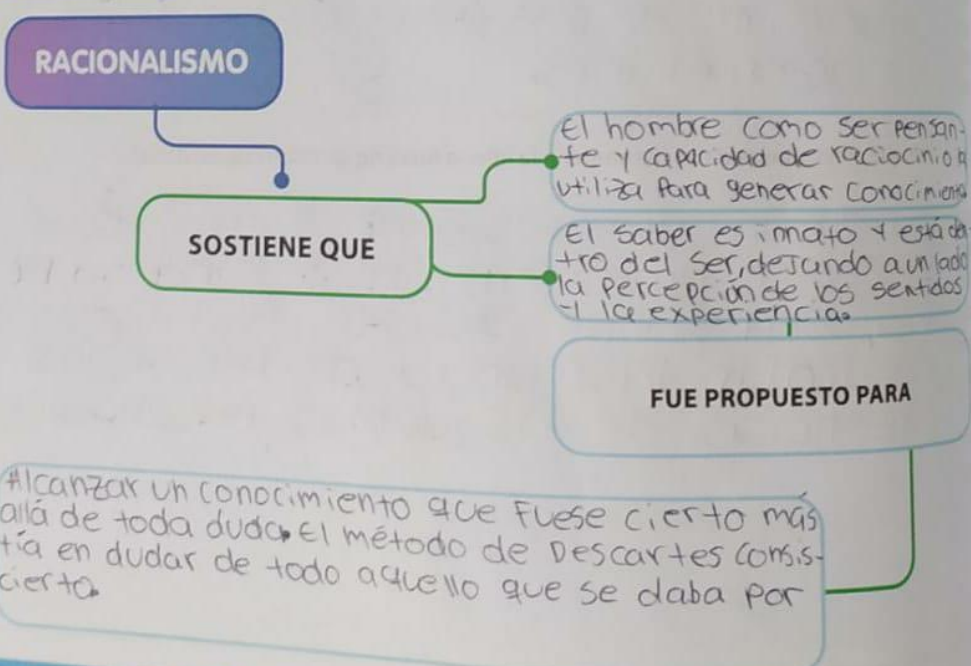 RACIONALISMO
SOSTIENE QUE
El hombre como ser pensan-
te y capacidad de raciocinio
utiliza para generar conocimiento
El saber es innato y está
tro del ser, dejando a un lado
la percepción de los sentidos
y la experiencia.
FUE PROPUESTO PARA
Alcanzar un conocimiento que fuese cierto más
allá de toda duda. El método de Descartes consis-
tía en dudar de todo aquello que se daba por
cierto.